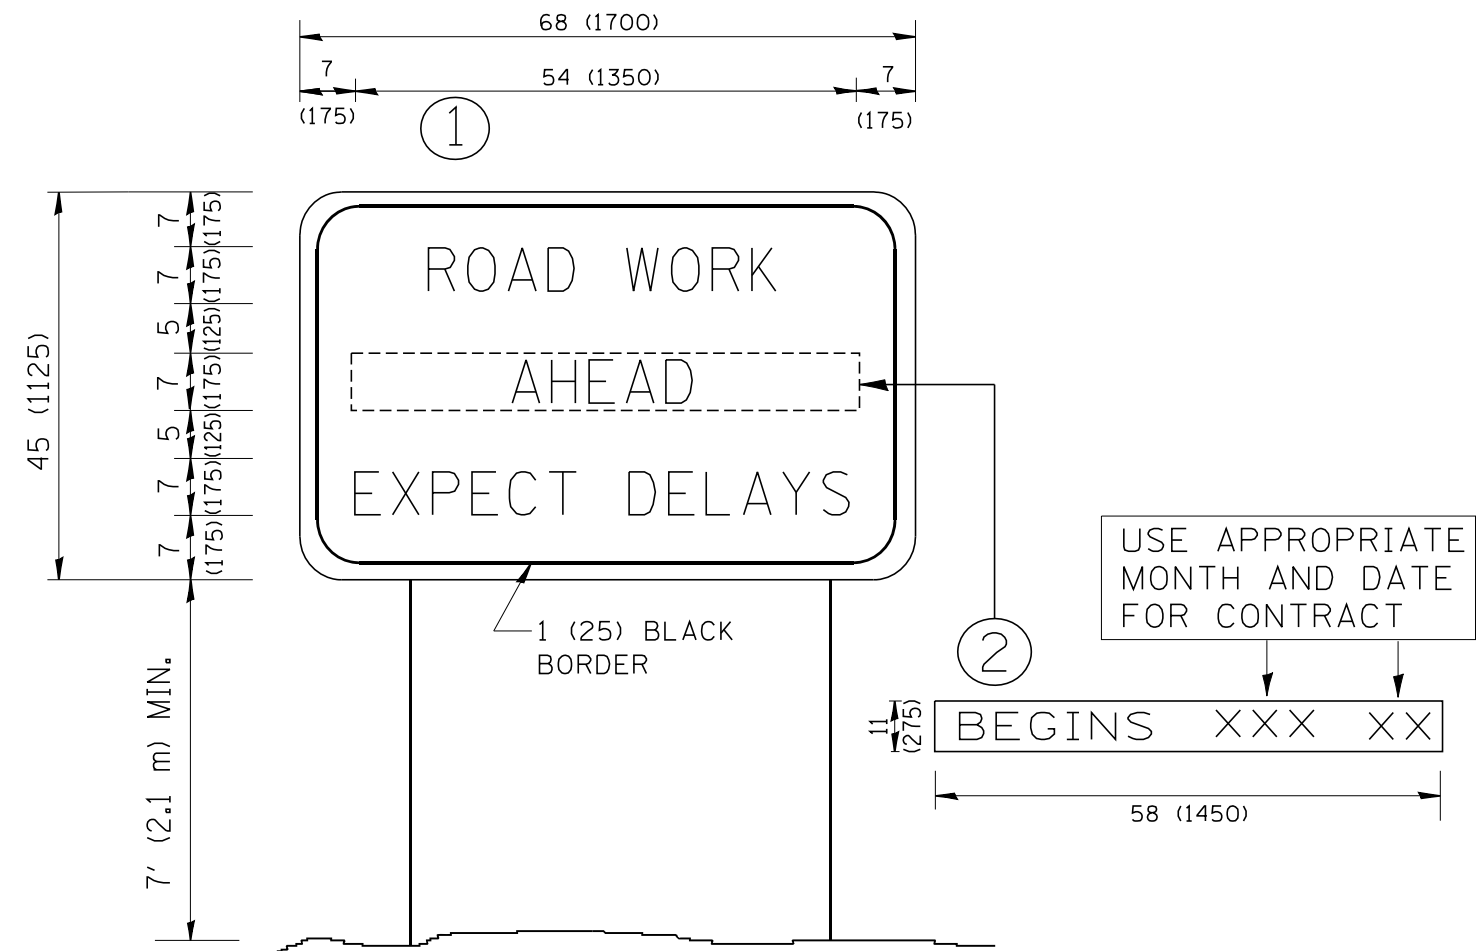 68 (1700)
7
54 (1350)
7
(175)
(175)
1
7
(175)
7
(175)
5
(125)
7
(175)
5
(125)
7
(175)
7
(175)
45 (1125)
ROAD WORK
AHEAD
EXPECT DELAYS
1 (25) BLACK
BORDER
7' (2.1 m) MIN.
USE APPROPRIATE
MONTH AND DATE
FOR CONTRACT
2
11
(275)
BEGINS XXX XX
58 (1450)